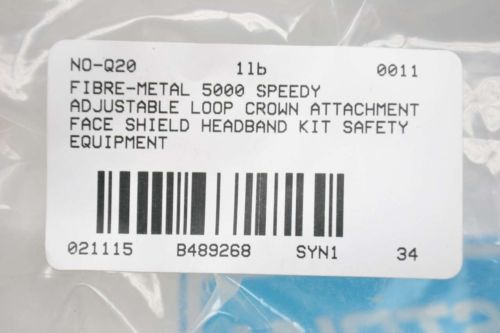 NO-Q20 1lb 0011
FIBRE-METAL 5000 SPEEDY
ADJUSTABLE LOOP CROWN ATTACHMENT
FACE SHIELD HEADBAND KIT SAFETY
EQUIPMENT
021115 B489268 SYN1 34